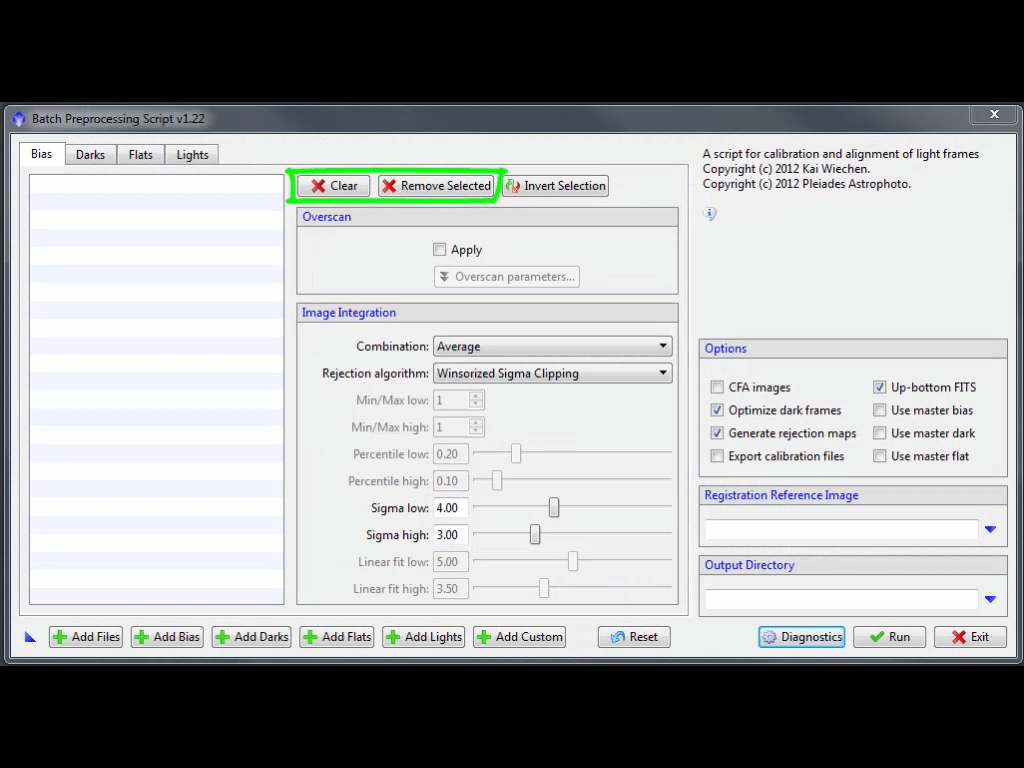 Batch Preprocessing Script v1.22
Bias Darks Flats Lights
Clear Remove Selected Invert Selection
Overscan
Apply
Overscan parameters...
Image Integration
Combination: Average
Rejection algorithm: Winsorized Sigma Clipping
Min/Max low: 1
Min/Max high: 1
Percentile low: 0.20
Percentile high: 0.10
Sigma low: 4.00
Sigma high: 3.00
Linear fit low: 5.00
Linear fit high: 3.50
A script for calibration and alignment of light frames
Copyright (c) 2012 Kai Wiechen.
Copyright (c) 2012 Pleiades Astrophoto.
Options
CFA images Up-bottom FITS
Optimize dark frames Use master bias
Generate rejection maps Use master dark
Export calibration files Use master flat
Registration Reference Image
Output Directory
Add Files Add Bias Add Darks Add Flats Add Lights Add Custom Reset Diagnostics Run Exit